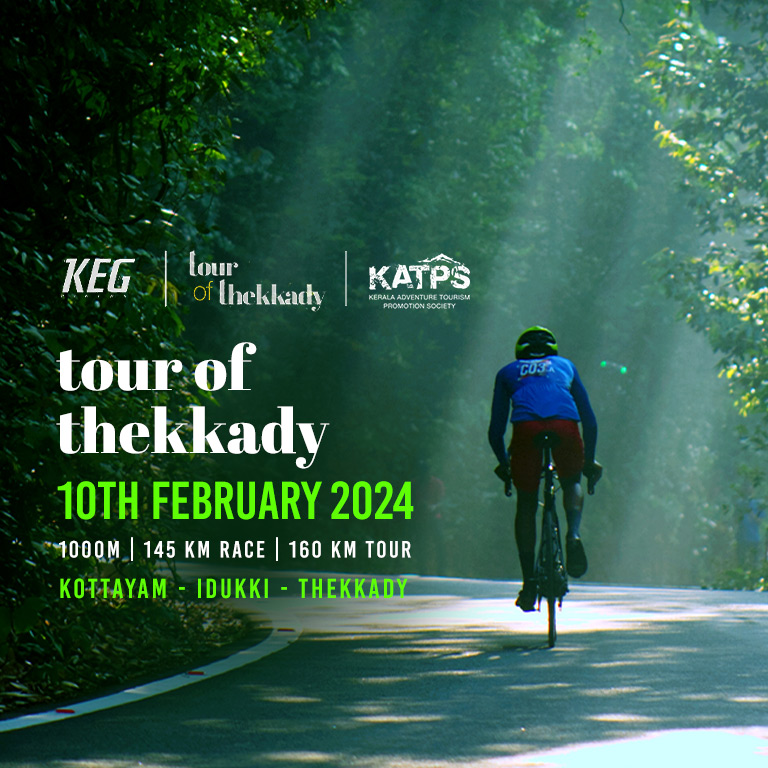 KEG
tour
of thekkady
KATPS
KERALA ADVENTURE TOURISM
PROMOTION SOCIETY
tour of
thekkady
10TH FEBRUARY 2024
1000M | 145 KM RACE | 160 KM TOUR
KOTTAYAM - IDUKKI - THEKKADY